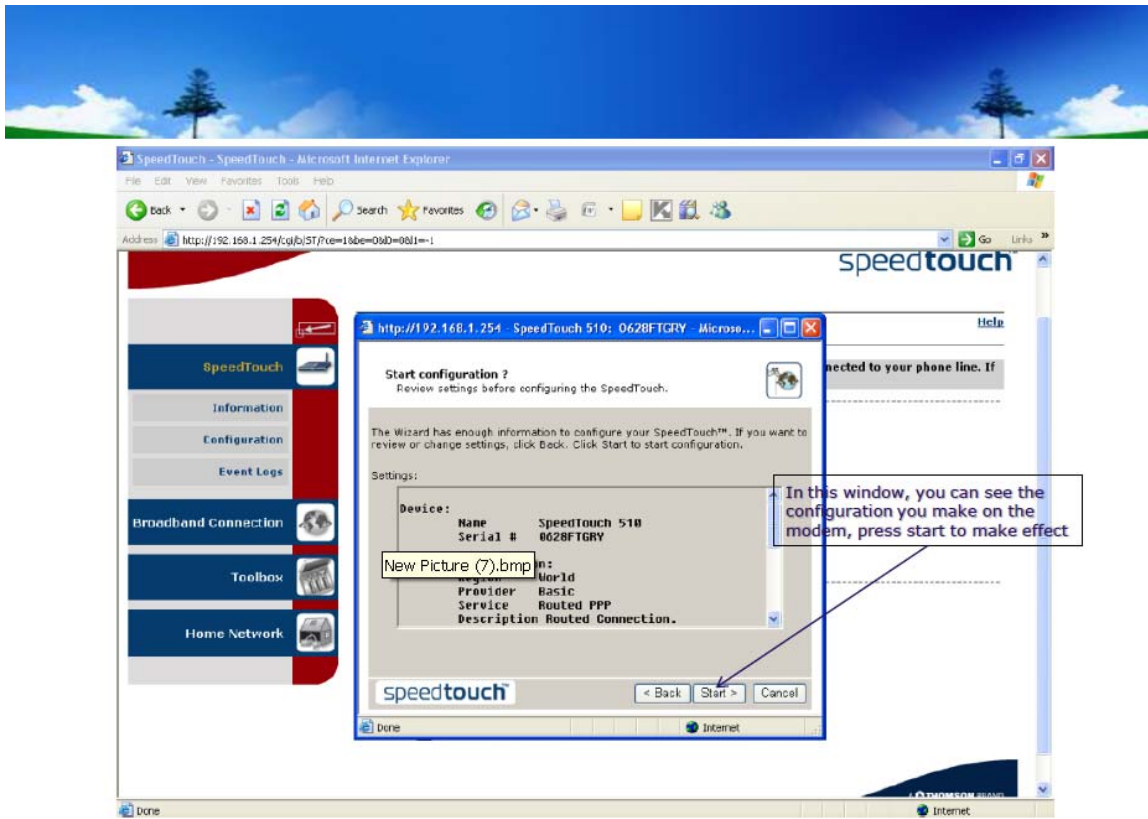 SpeedTouch - SpeedTouch - Microsoft Internet Explorer
File Edit View Favorites Tools Help
Back Search Favorites
Address http://192.168.1.254/cgi/b/ST/?ce=1&be=0&l0=0&l1=-1 Go Links »
speedtouch™
Help
nected to your phone line. If
SpeedTouch
Information
Configuration
Event Logs
Broadband Connection
Toolbox
Home Network
http://192.168.1.254 - SpeedTouch 510: 0628FTGRY - Microso...
Start configuration ?
Review settings before configuring the SpeedTouch.
The Wizard has enough information to configure your SpeedTouch™. If you want to
review or change settings, click Back. Click Start to start configuration.
Settings:
Device:
Name SpeedTouch 510
Serial # 0628FTGRY
New Picture (7).bmp
n:
Region World
Provider Basic
Service Routed PPP
Description Routed Connection.
In this window, you can see the
configuration you make on the
modem, press start to make effect
speedtouch™
< Back Start > Cancel
Done Internet
A THOMSON BRAND
Done Internet